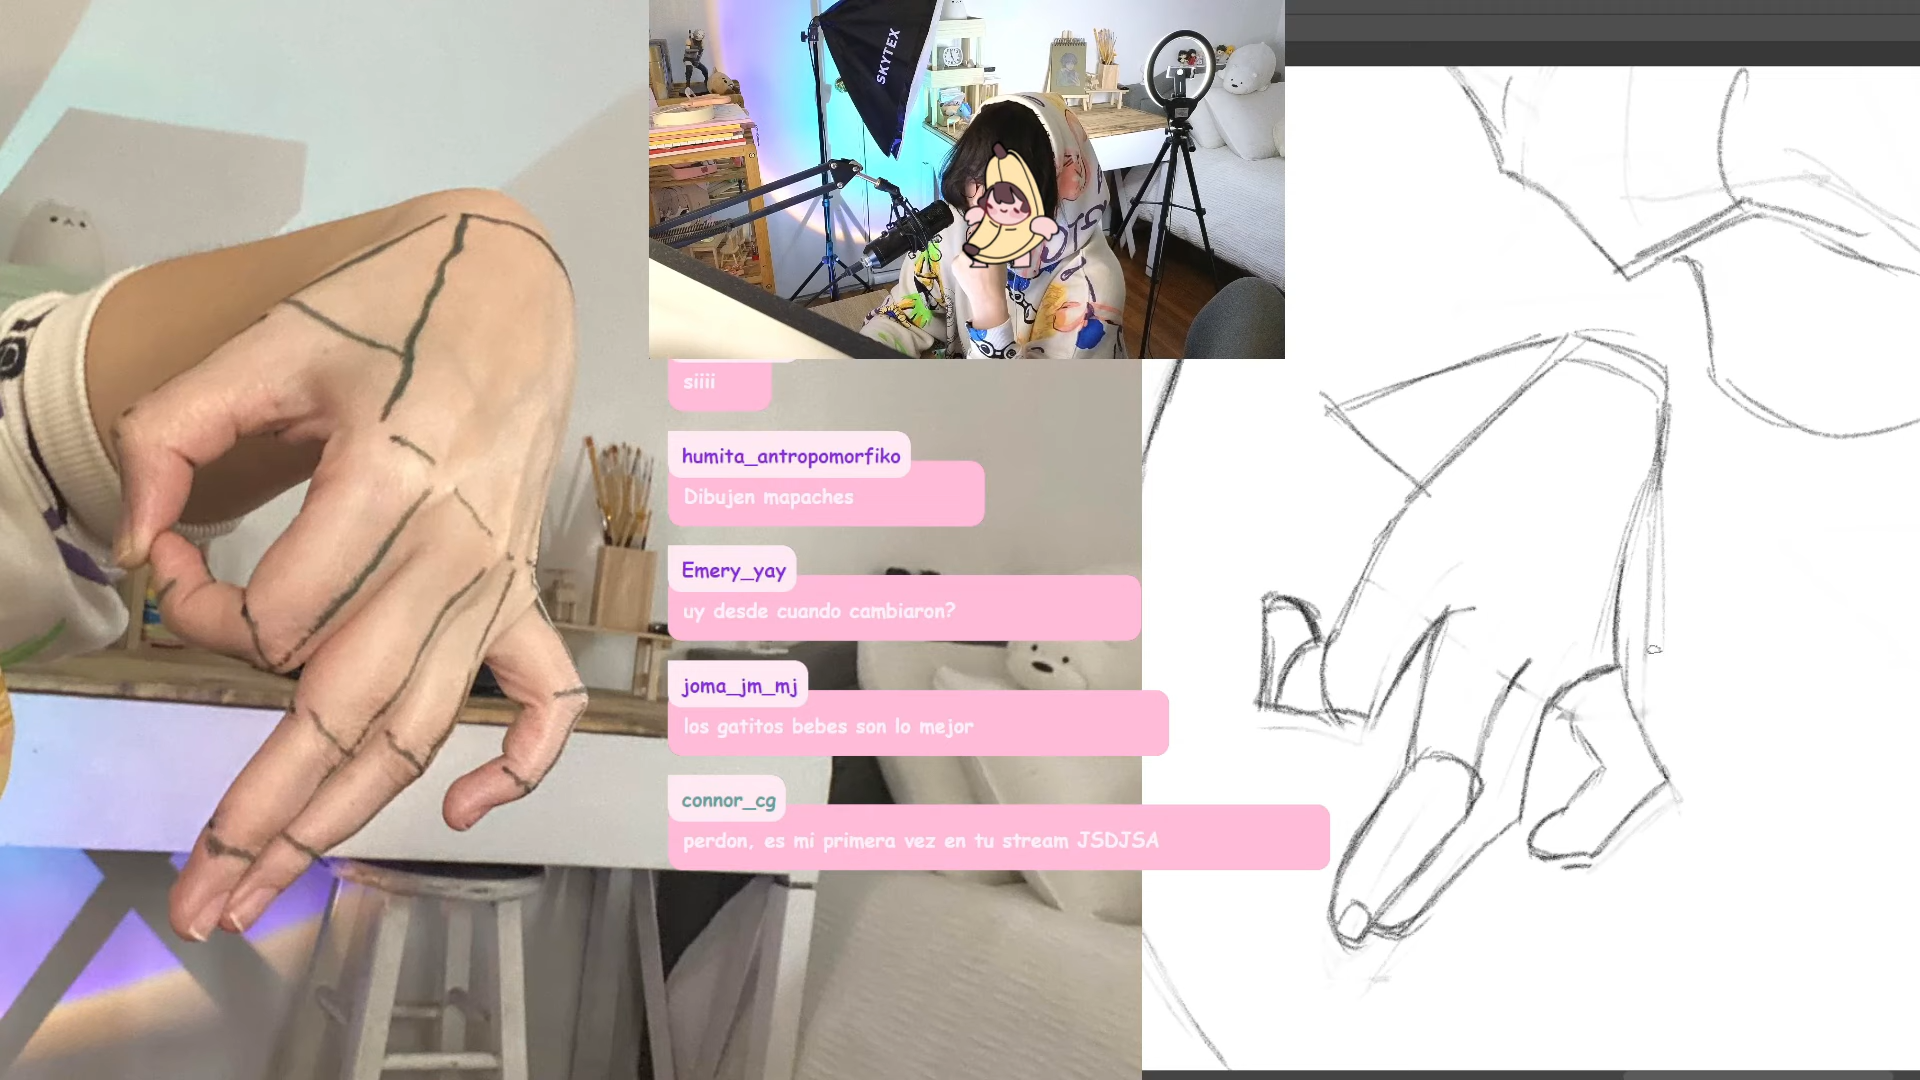 SKYTEX
siiii
humita_antropomorfiko
Dibujen mapaches
Emery_yay
uy desde cuando cambiaron?
joma_jm_mj
los gatitos bebes son lo mejor
connor_cg
perdon, es mi primera vez en tu stream JSDJSA